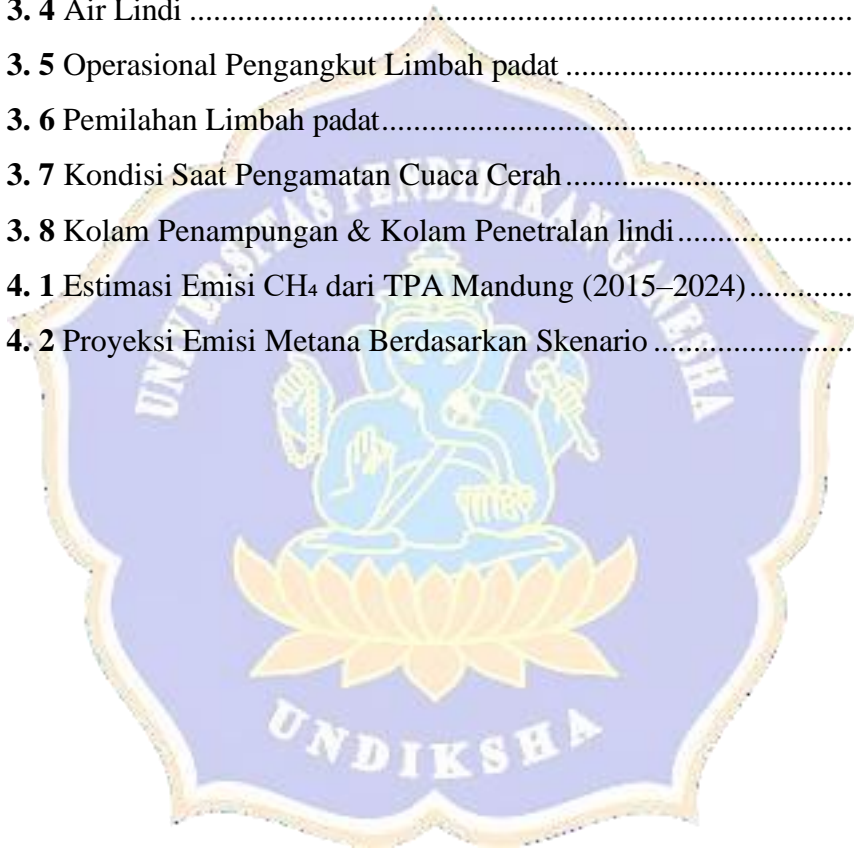 3. 4 Air Lindi ..........................................................................................
3. 5 Operasional Pengangkut Limbah padat .......................................
3. 6 Pemilahan Limbah padat................................................................
3. 7 Kondisi Saat Pengamatan Cuaca Cerah.......................................
3. 8 Kolam Penampungan & Kolam Penetralan lindi........................
4. 1 Estimasi Emisi CH₄ dari TPA Mandung (2015–2024).............
4. 2 Proyeksi Emisi Metana Berdasarkan Skenario ...........................
UNIVERSITAS PENDIDIKAN GANESHA
UNDIKSHA